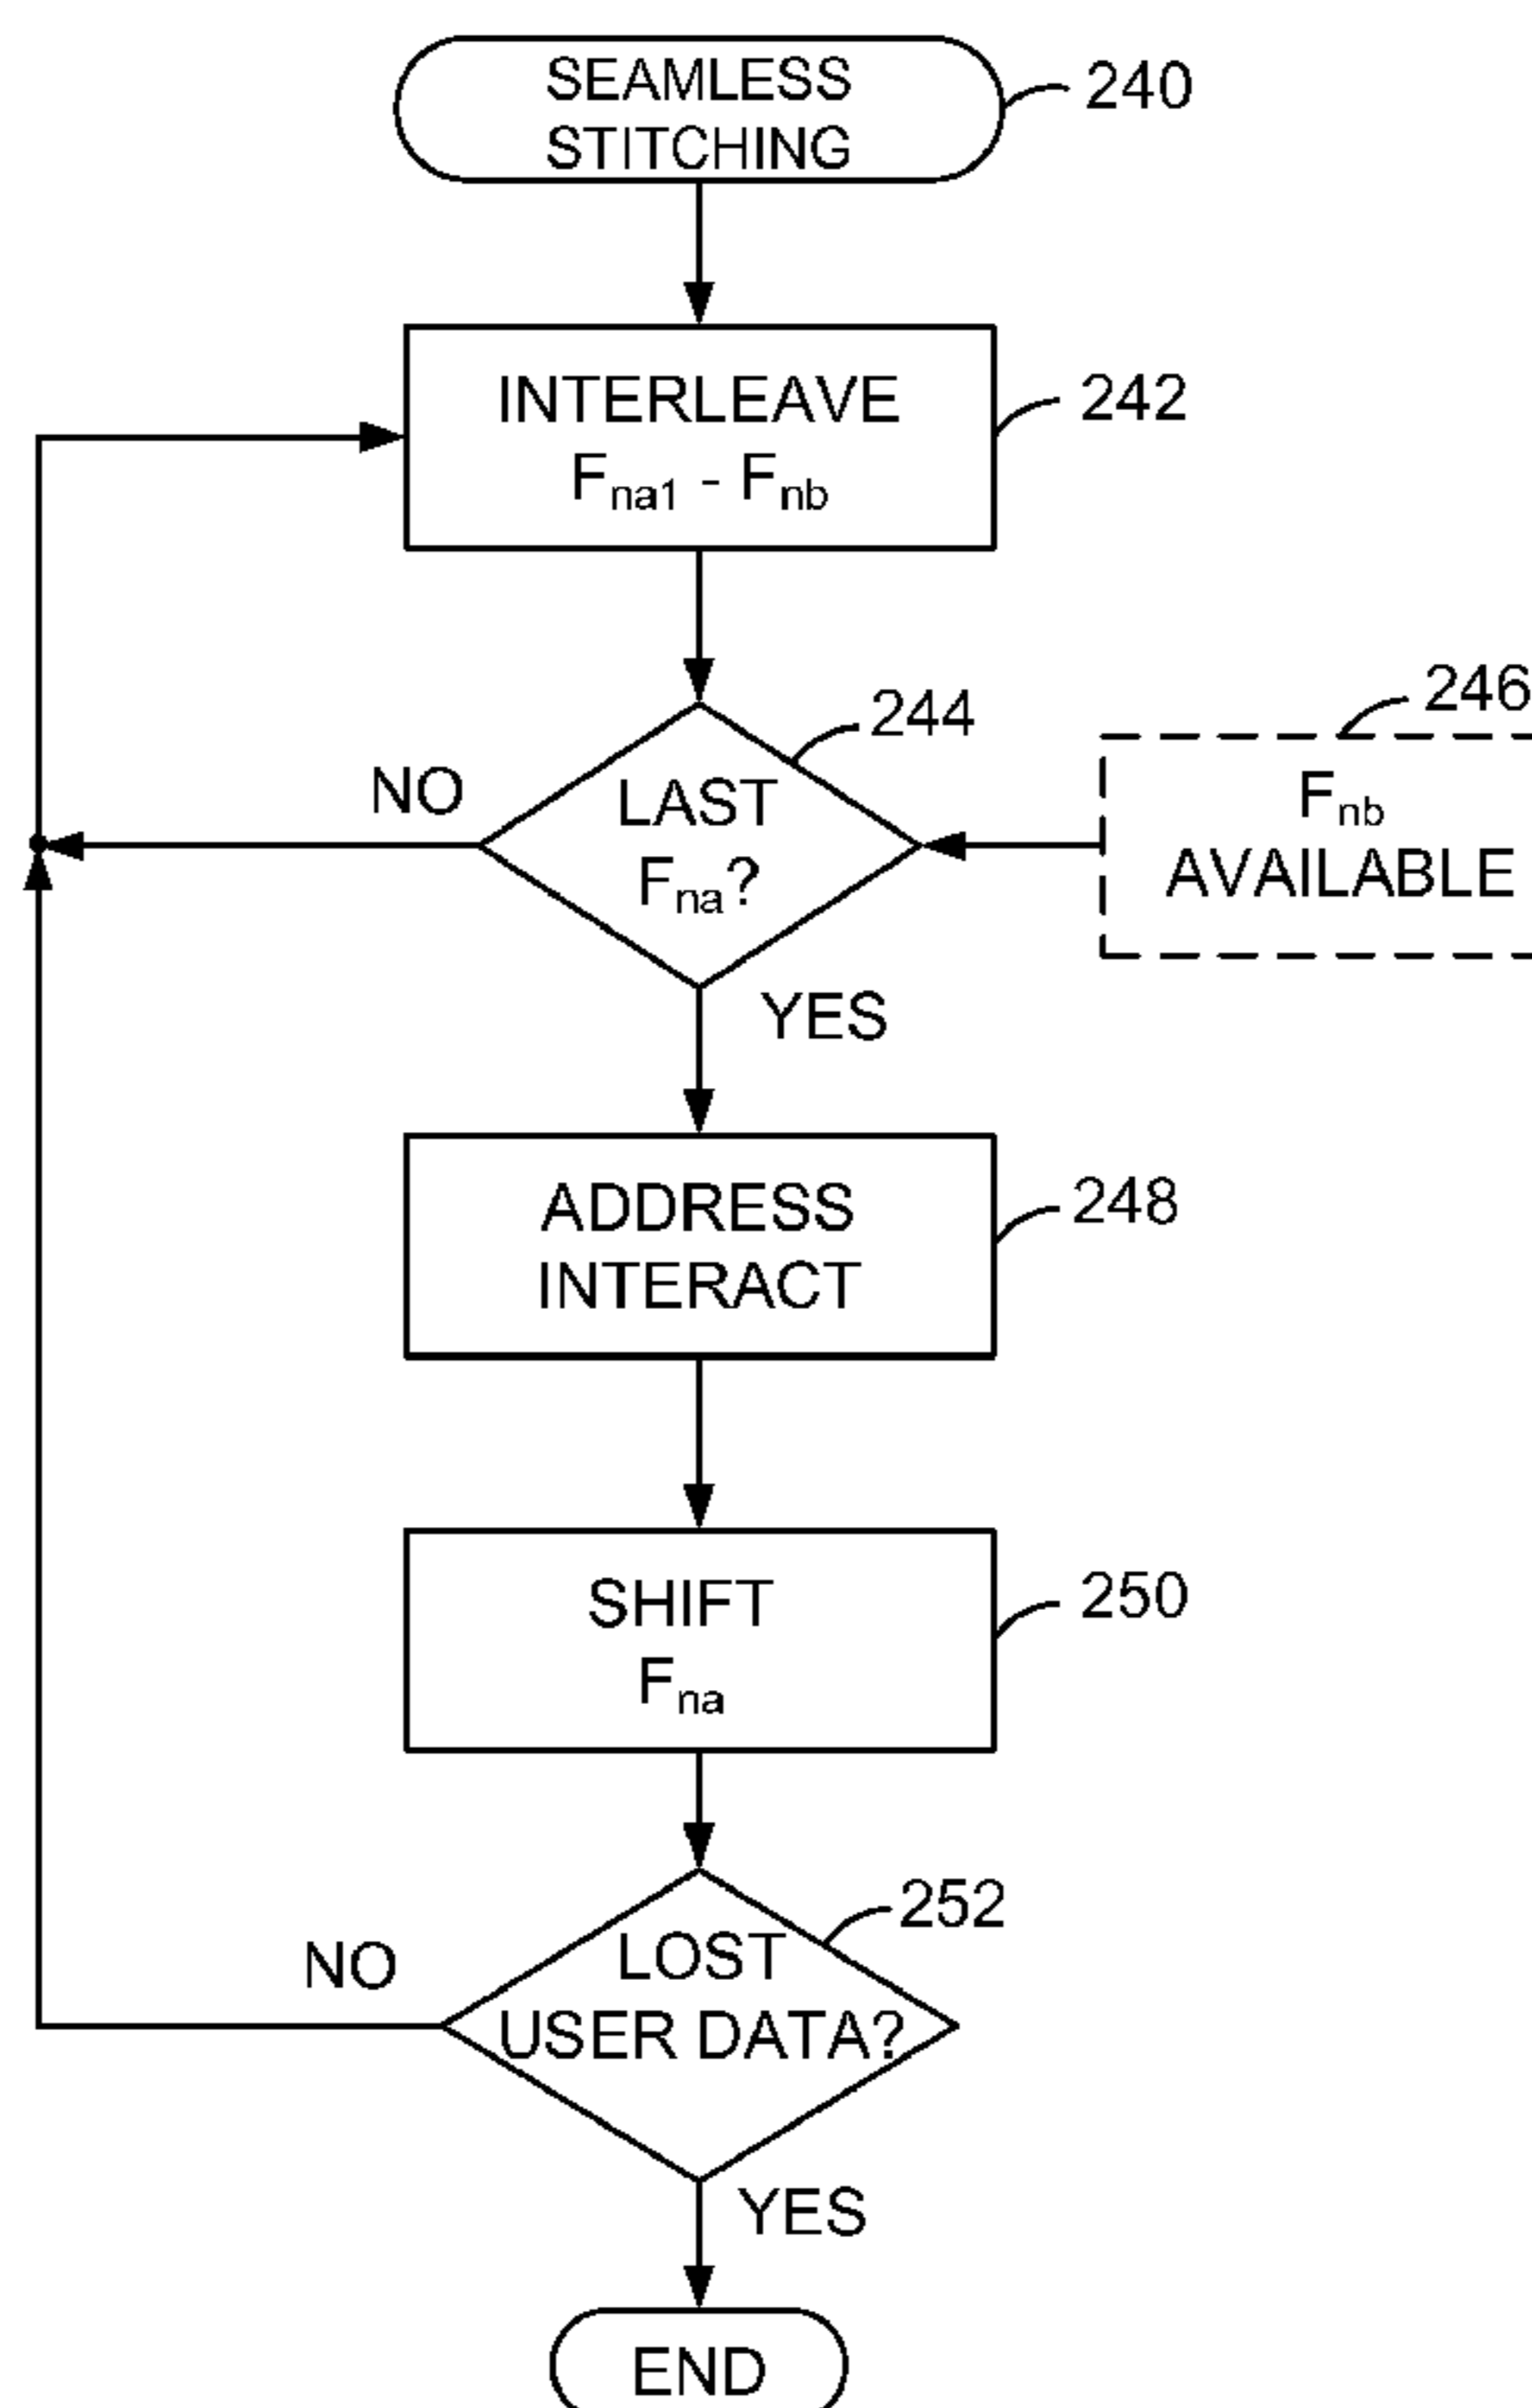 SEAMLESS
STITCHING
240
INTERLEAVE
Fna1 - Fnb
242
244
246
NO
LAST
Fna?
Fnb
AVAILABLE
YES
ADDRESS
INTERACT
248
SHIFT
Fna
250
252
NO
LOST
USER DATA?
YES
END